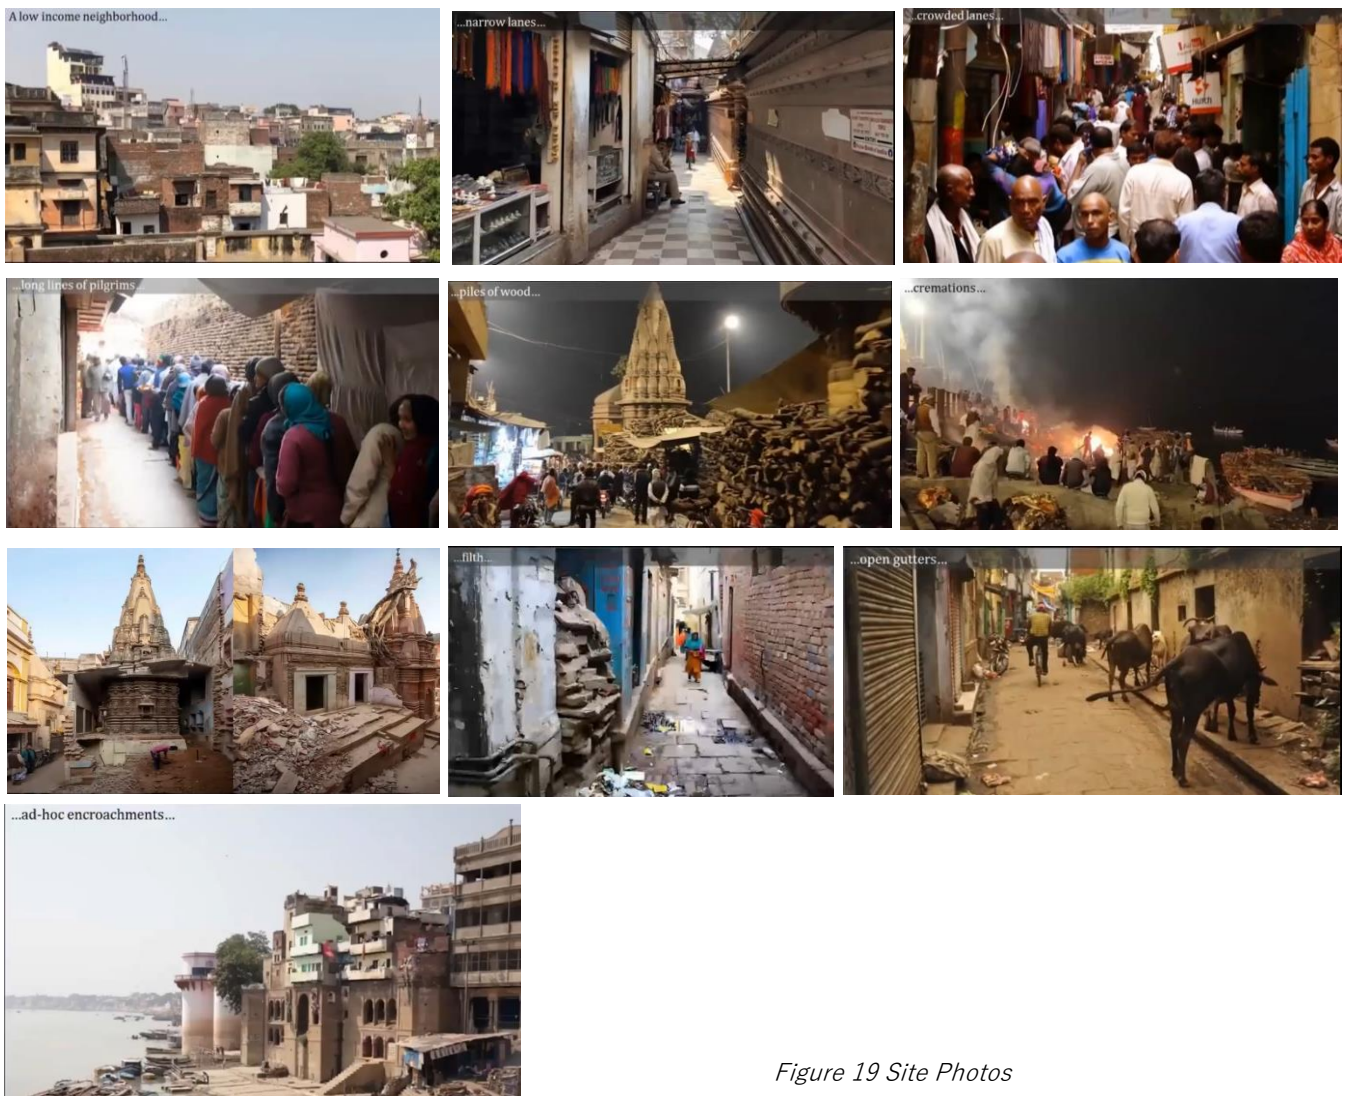 A low income neighborhood...
...narrow lanes...
...crowded lanes...
HUTCH
...long lines of pilgrims...
...piles of wood...
...cremations...
...filth...
...open gutters...
...ad-hoc encroachments...
Figure 19 Site Photos